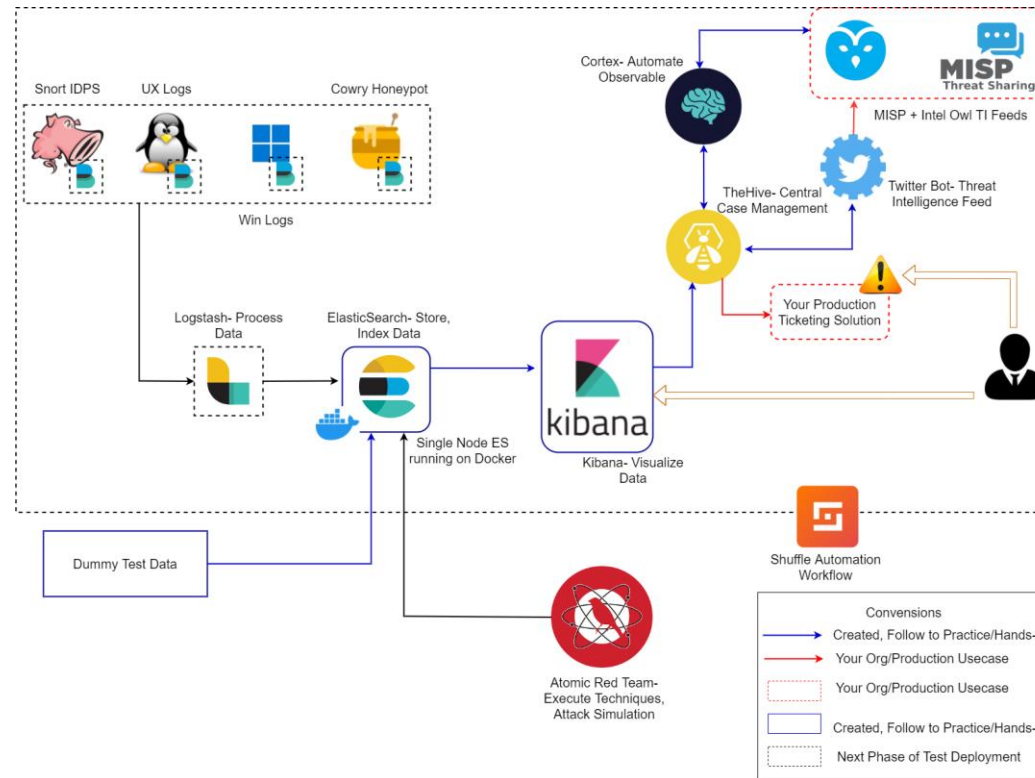 Snort IDPS
UX Logs
Cowry Honeypot
Win Logs
Cortex- Automate
Observable
MISP
Threat Sharing
MISP + Intel Owl TI Feeds
TheHive- Central
Case Management
Twitter Bot- Threat
Intelligence Feed
Your Production
Ticketing Solution
Logstash- Process
Data
ElasticSearch- Store,
Index Data
Single Node ES
running on Docker
kibana
Kibana- Visualize
Data
Dummy Test Data
Shuffle Automation
Workflow
Atomic Red Team-
Execute Techniques,
Attack Simulation
Convensions
Created, Follow to Practice/Hands-
Your Org/Production Usecase
Your Org/Production Usecase
Created, Follow to Practice/Hands-
Next Phase of Test Deployment